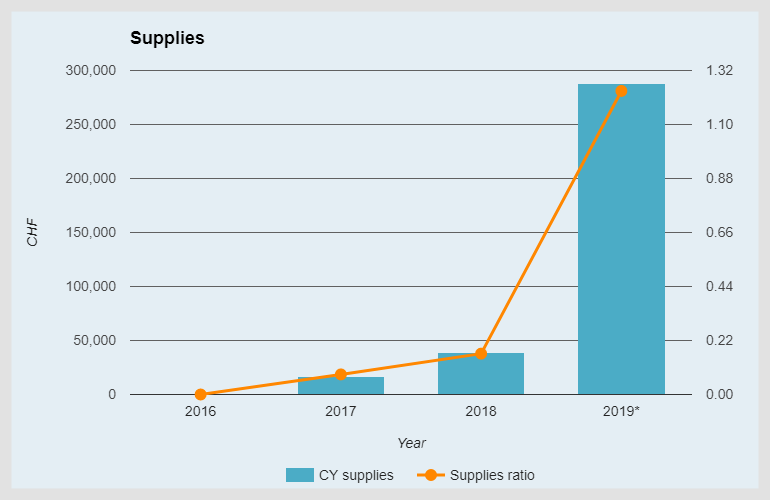 Supplies
300,000 1.32
250,000 1.10
200,000 0.88
150,000 0.66
CHF
100,000 0.44
50,000 0.22
0 0.00
2016 2017 2018 2019*
Year
CY supplies Supplies ratio